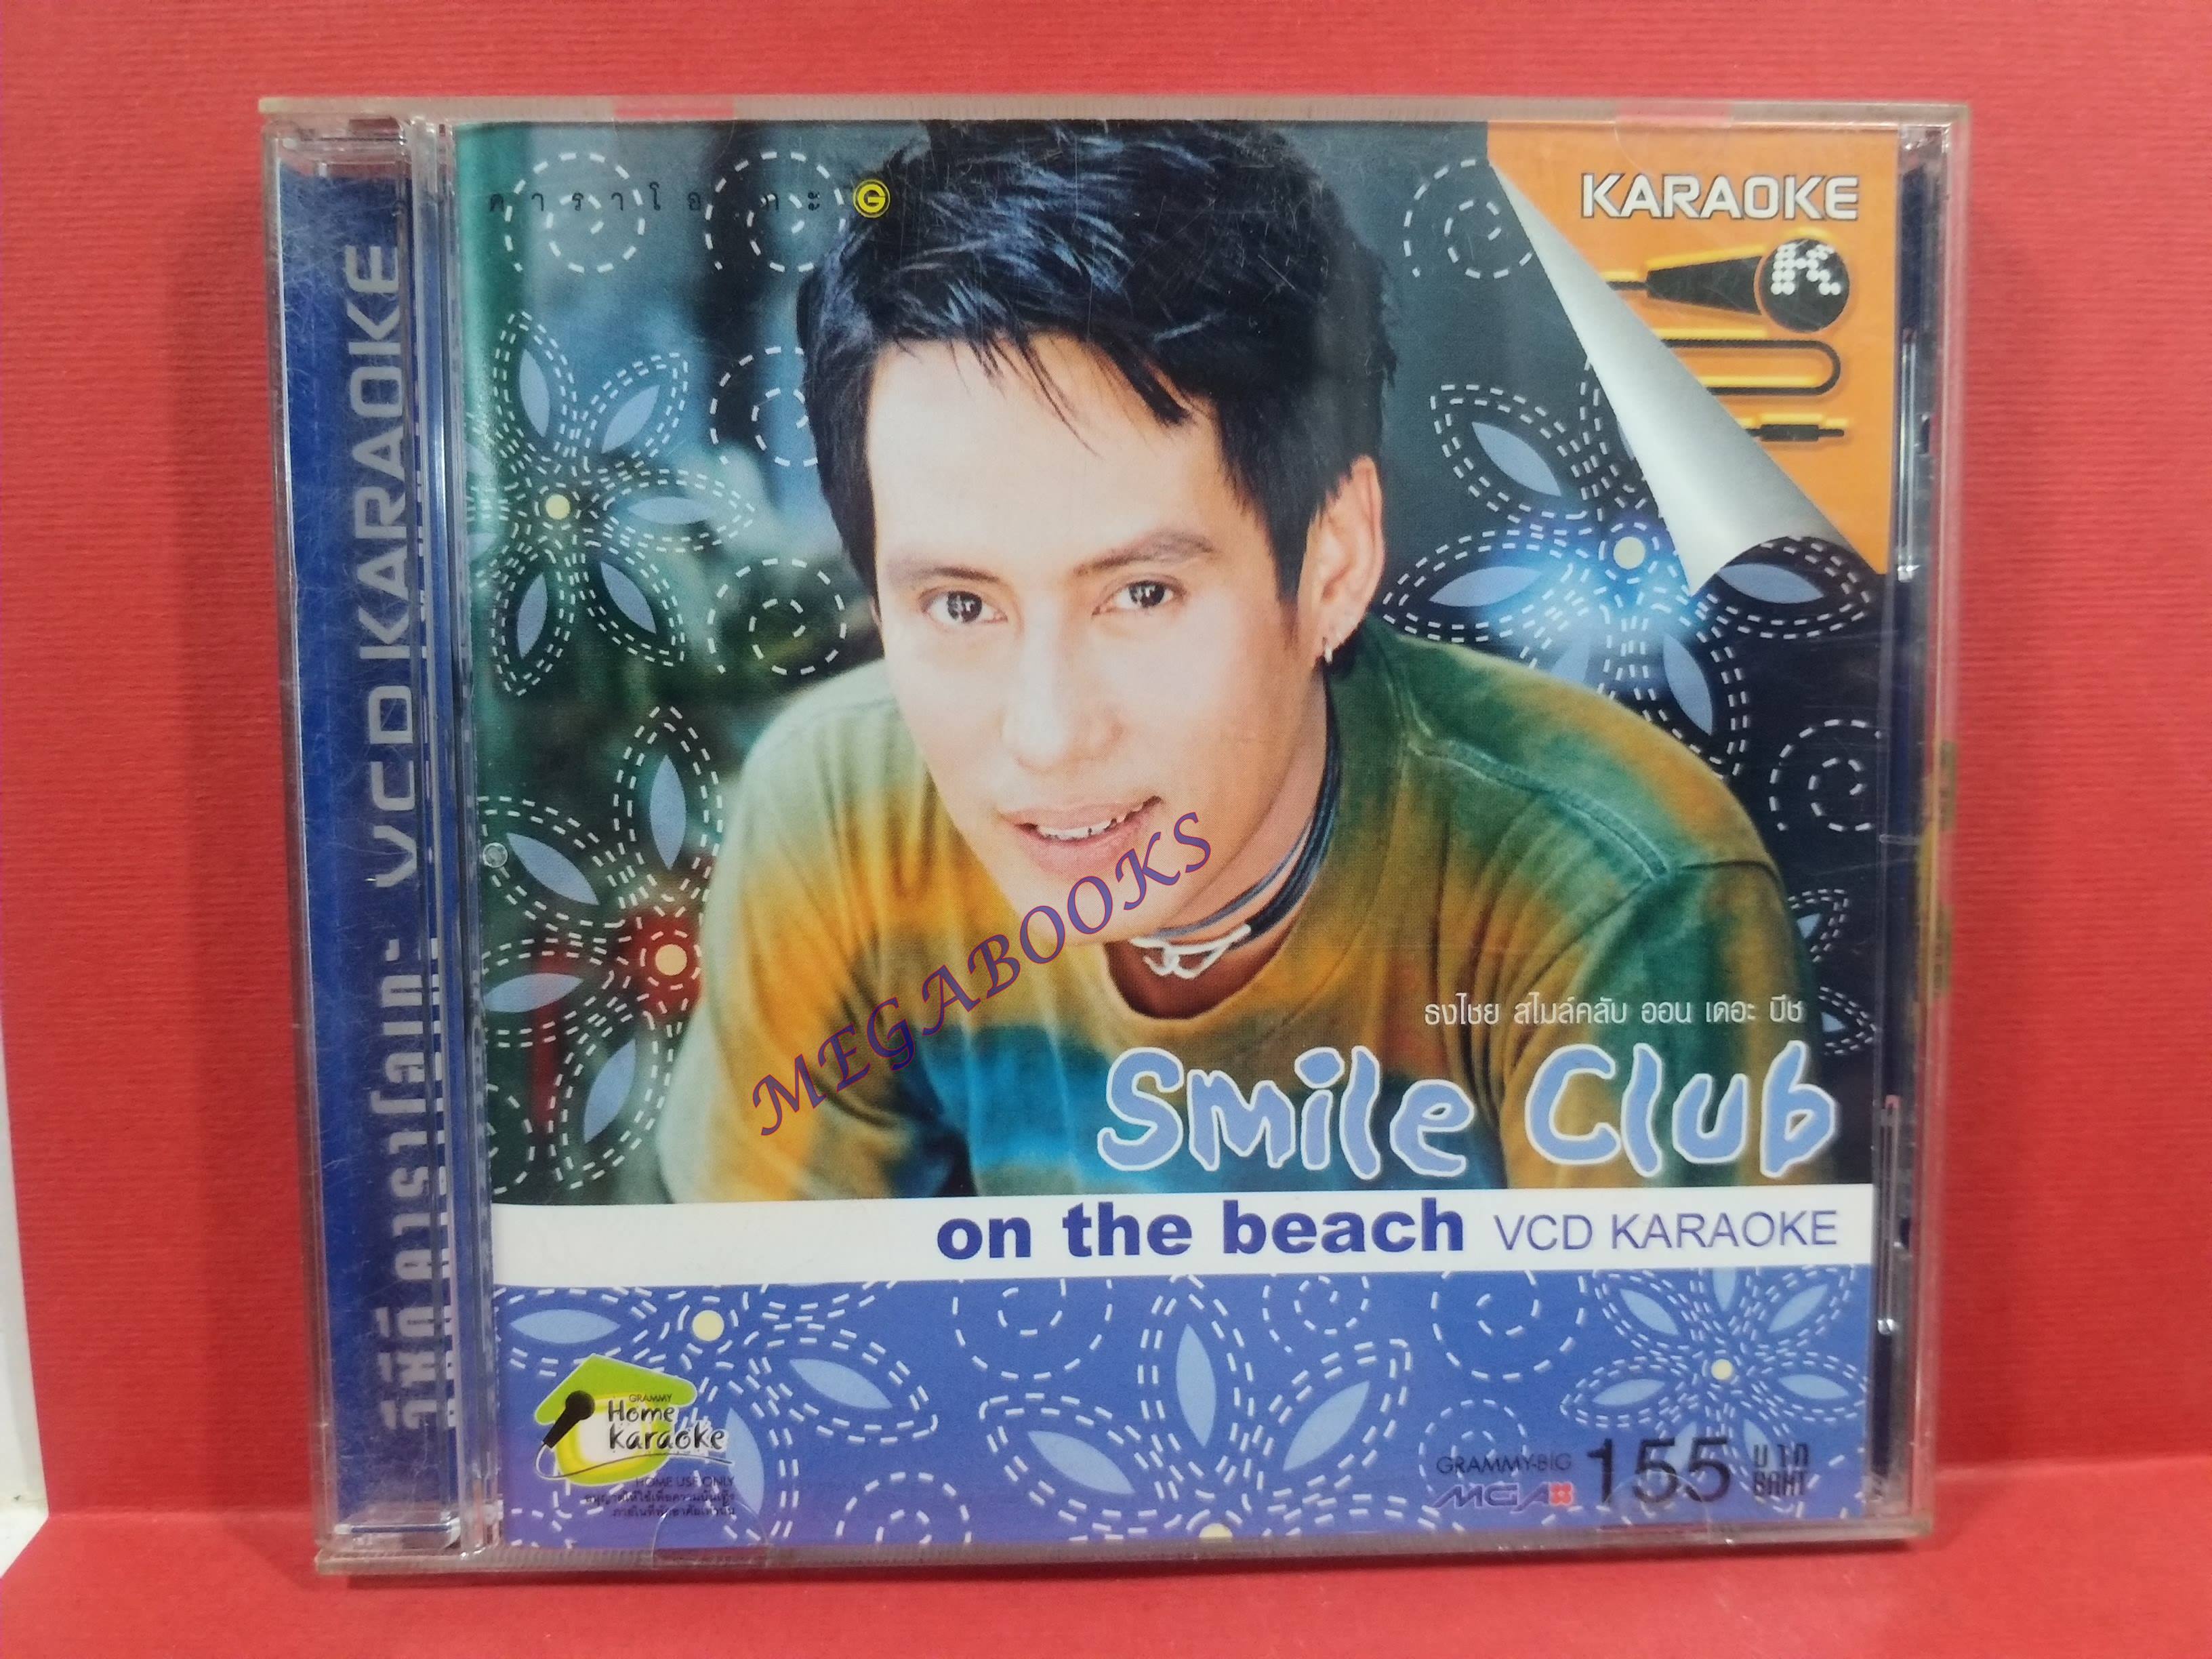 คาราโอเกะ G
KARAOKE
VCD KARAOKE
วีซีดี คาราโอเกะ
MEGABOOKS
ธงไชย สไมล์คลับ ออน เดอะ บีช
Smile Club
on the beach VCD KARAOKE
GRAMMY
Home
Karaoke
HOME USE ONLY
GRAMMY-BIG
MGA
155 บาท
BAHT